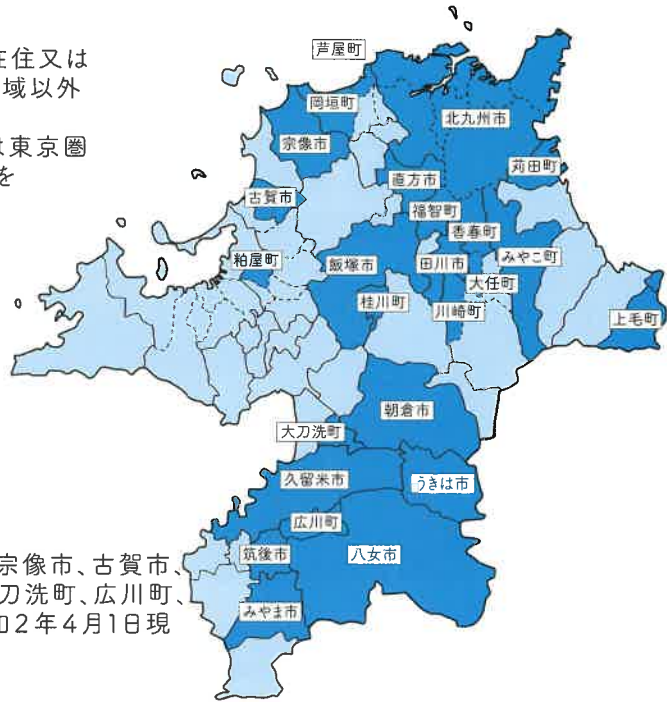 在住又は
域以外
は東京圏
を
芦屋町
岡垣町
宗像市
北九州市
苅田町
直方市
古賀市
福智町
香春町
粕屋町
飯塚市
田川市
みやこ町
大任町
桂川町
川崎町
上毛町
朝倉市
大刀洗町
久留米市
うきは市
広川町
筑後市
八女市
みやま市
宗像市、古賀市、
刀洗町、広川町、
和2年4月1日現